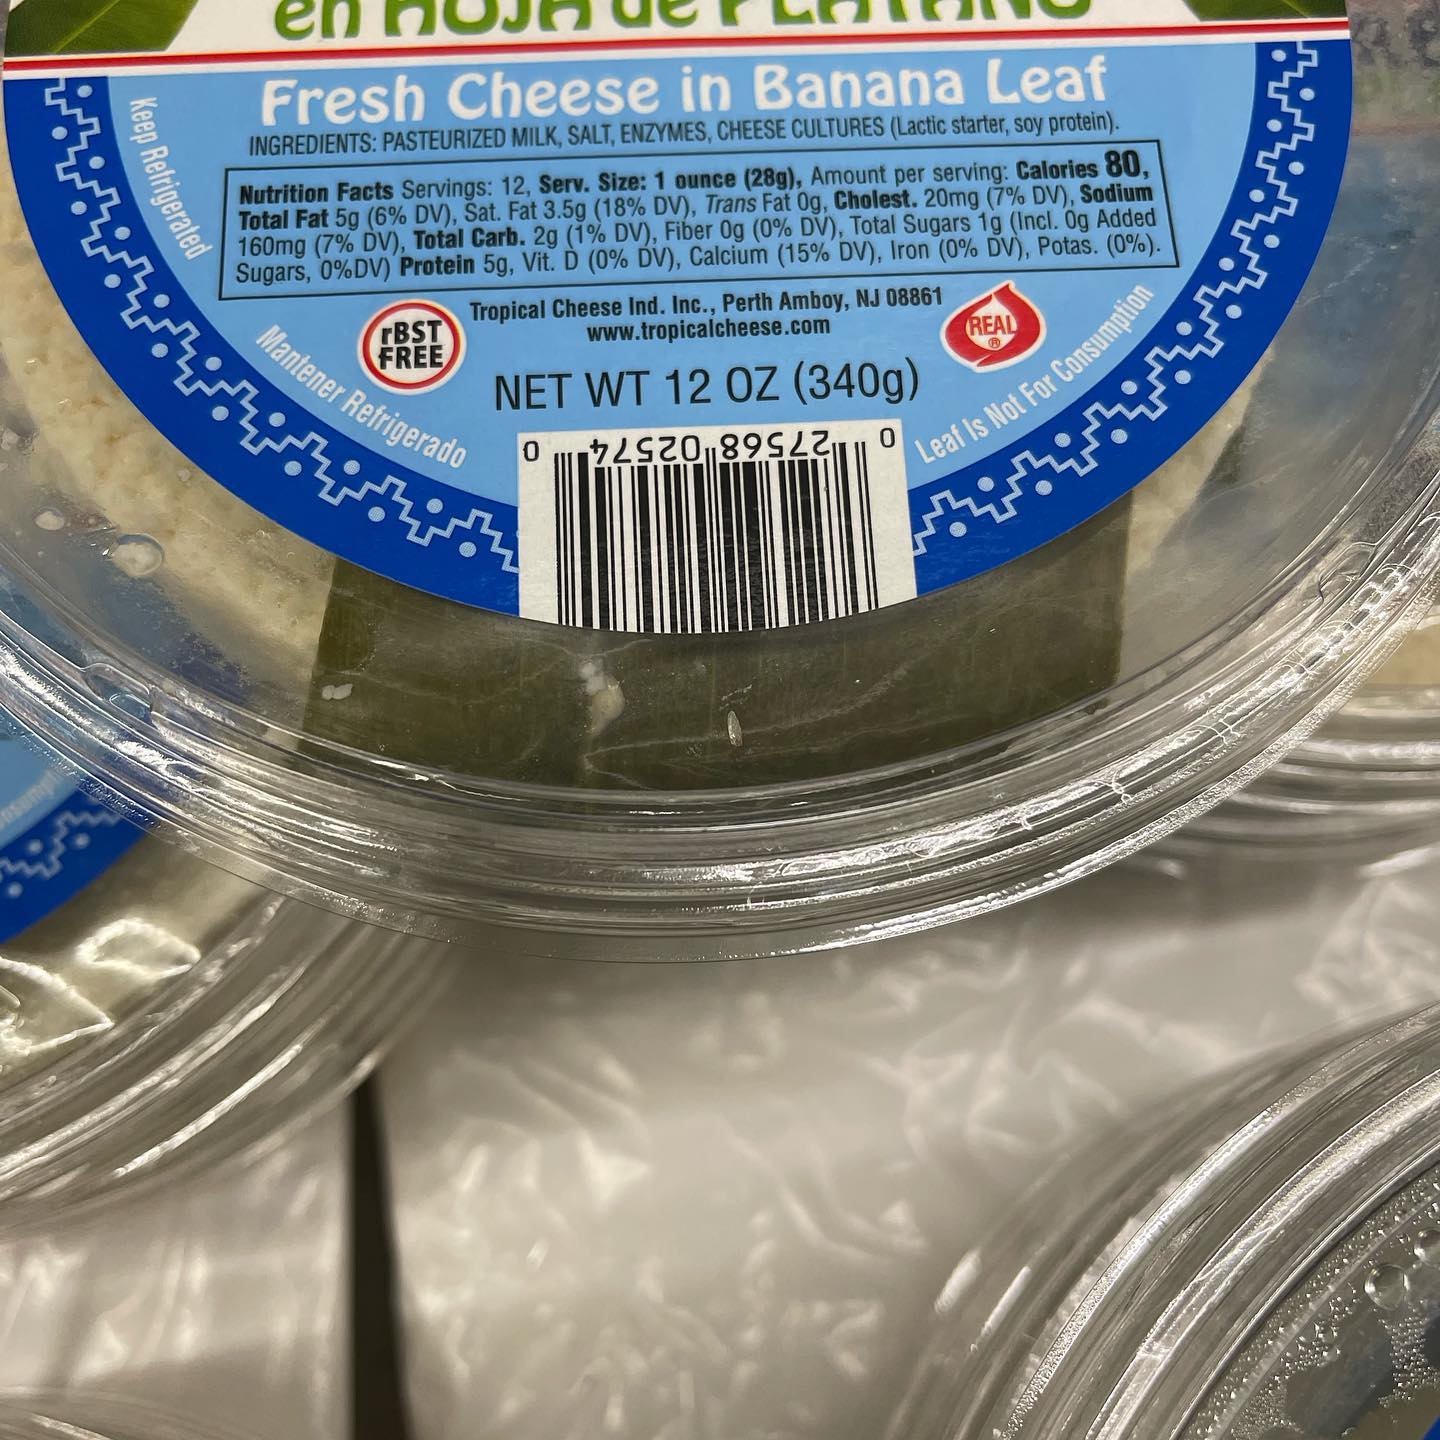 en HOJA de PLATANO
Fresh Cheese in Banana Leaf
INGREDIENTS: PASTEURIZED MILK, SALT, ENZYMES, CHEESE CULTURES (Lactic starter, soy protein).
Nutrition Facts Servings: 12, Serv. Size: 1 ounce (28g), Amount per serving: Calories 80,
Total Fat 5g (6% DV), Sat. Fat 3.5g (18% DV), Trans Fat 0g, Cholest. 20mg (7% DV), Sodium
160mg (7% DV), Total Carb. 2g (1% DV), Fiber 0g (0% DV), Total Sugars 1g (Incl. 0g Added
Sugars, 0%DV) Protein 5g, Vit. D (0% DV), Calcium (15% DV), Iron (0% DV), Potas. (0%).
Keep Refrigerated
Mantener Refrigerado
rBST
FREE
Tropical Cheese Ind. Inc., Perth Amboy, NJ 08861
www.tropicalcheese.com
REAL
®
NET WT 12 OZ (340g)
Leaf Is Not For Consumption
0 27568 02574 0